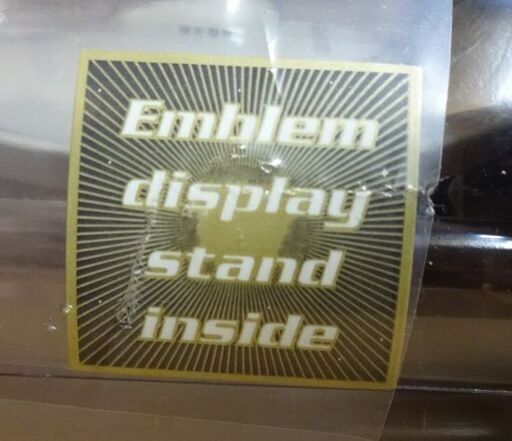 Emblem
display
stand
inside